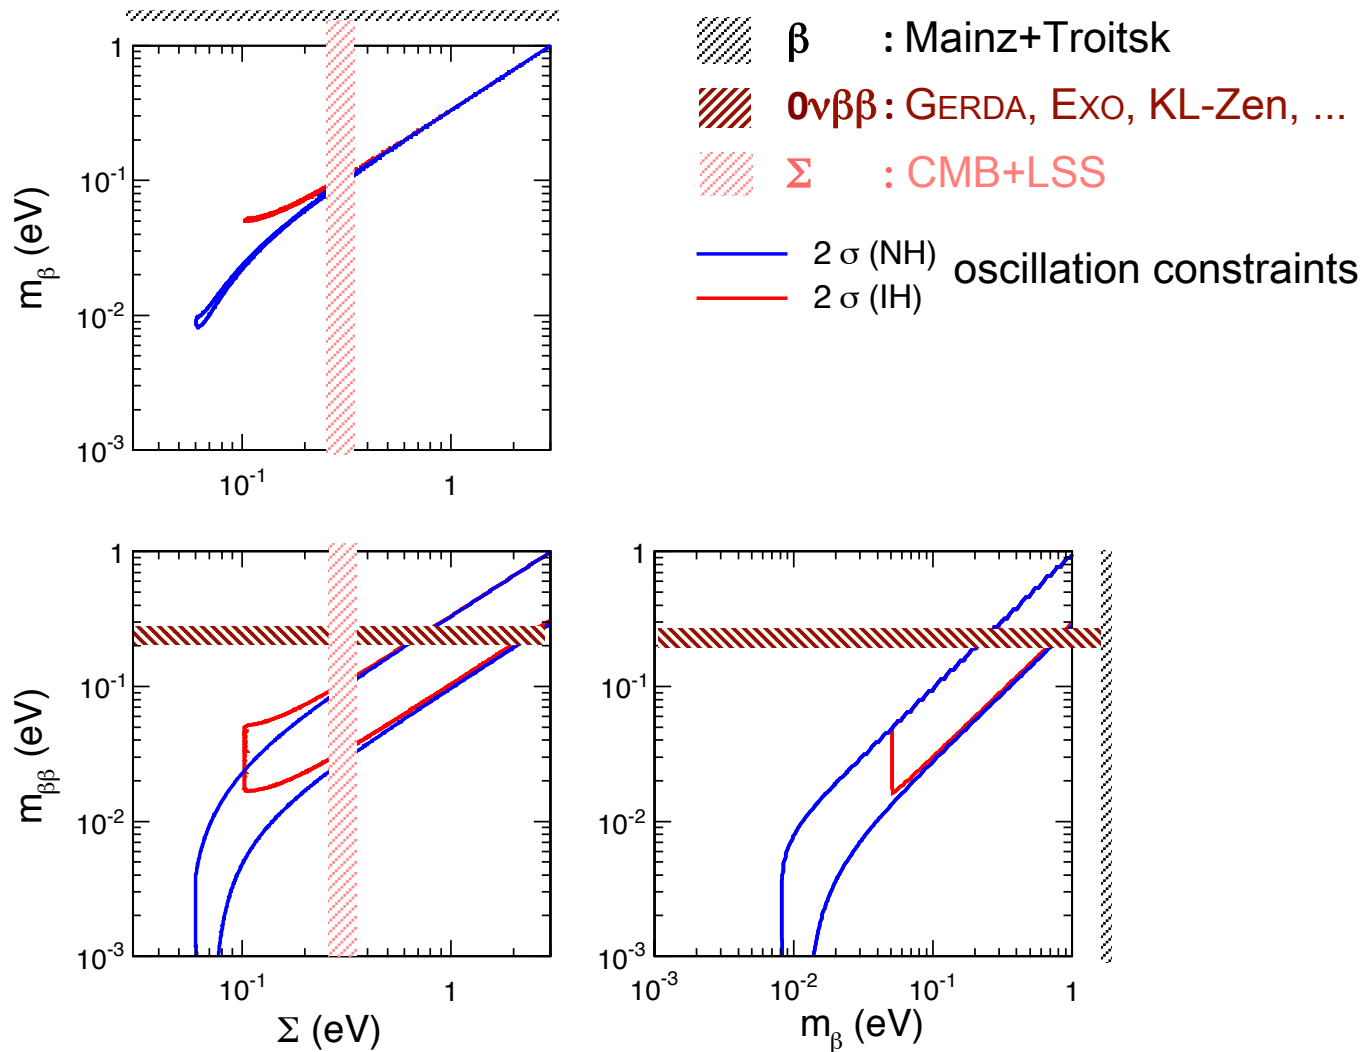 β : Mainz+Troitsk
0νββ : GERDA, EXO, KL-Zen, ...
Σ : CMB+LSS
2 σ (NH)
2 σ (IH)
oscillation constraints
1
10⁻¹
10⁻²
10⁻³
m_β (eV)
10⁻¹ 1
1
10⁻¹
10⁻²
10⁻³
m_ββ (eV)
10⁻¹ 1
Σ (eV)
1
10⁻¹
10⁻²
10⁻³
10⁻³ 10⁻² 10⁻¹ 1
m_β (eV)